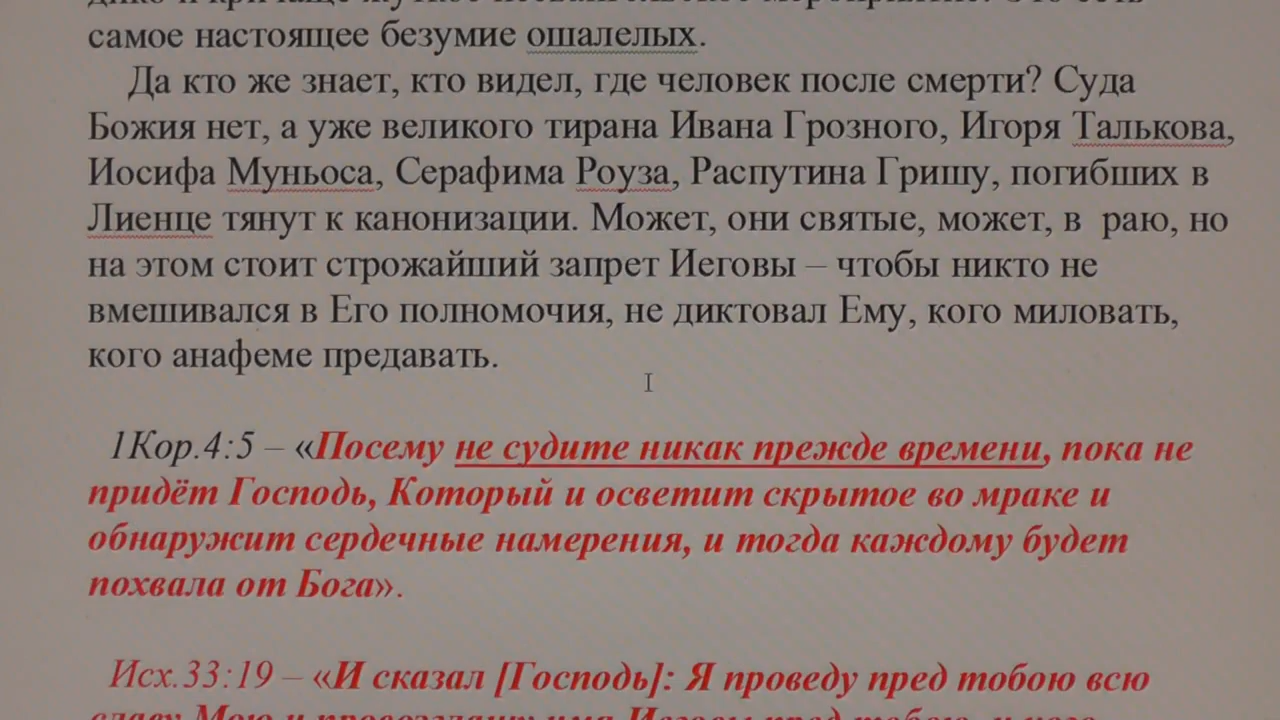 самое настоящее безумие ошалелых.
Да кто же знает, кто видел, где человек после смерти? Суда
Божия нет, а уже великого тирана Ивана Грозного, Игоря Талькова,
Иосифа Муньоса, Серафима Роуза, Распутина Гришу, погибших в
Лиенце тянут к канонизации. Может, они святые, может, в  раю, но
на этом стоит строжайший запрет Иеговы – чтобы никто не
вмешивался в Его полномочия, не диктовал Ему, кого миловать,
кого анафеме предавать.
1Кор.4:5 – «Посему не судите никак прежде времени, пока не
придёт Господь, Который и осветит скрытое во мраке и
обнаружит сердечные намерения, и тогда каждому будет
похвала от Бога».
Исх.33:19 – «И сказал [Господь]: Я проведу пред тобою всю